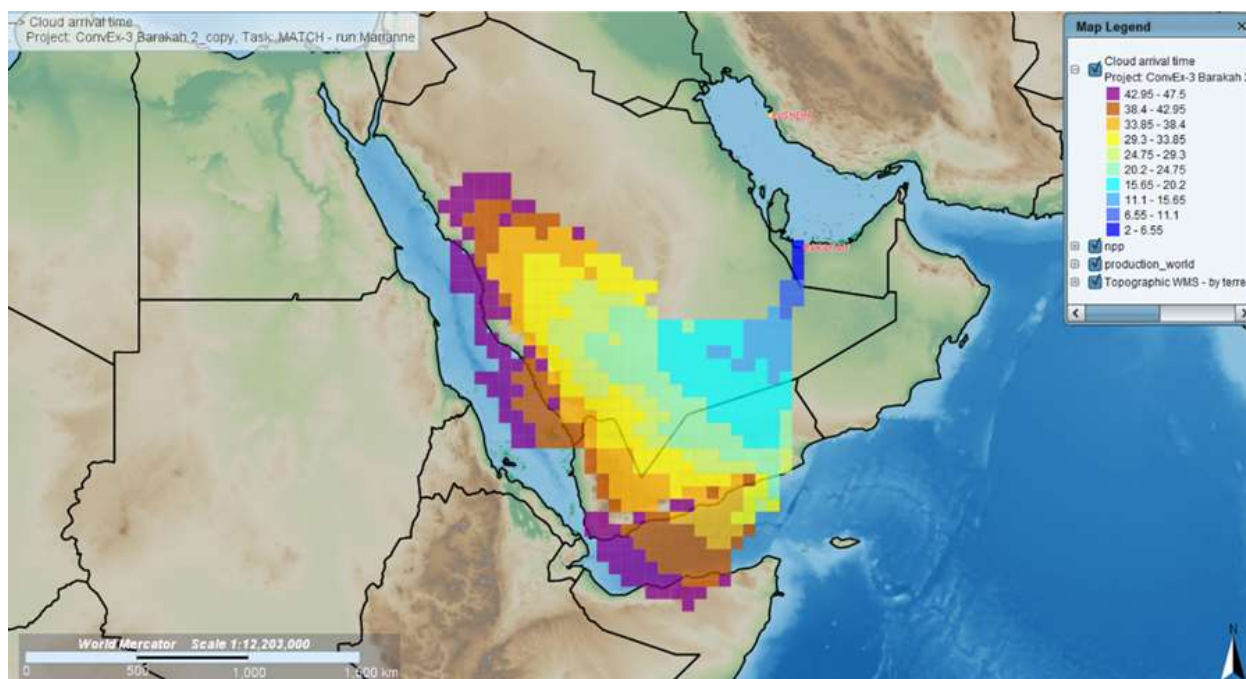 --> Cloud arrival time
Project: ConvEx-3 Barakah 2_copy, Task: MATCH - run Marianne
Map Legend
Cloud arrival time
Project: ConvEx-3 Barakah 2
42.95 - 47.5
38.4 - 42.95
33.85 - 38.4
29.3 - 33.85
24.75 - 29.3
20.2 - 24.75
15.65 - 20.2
11.1 - 15.65
6.55 - 11.1
2 - 6.55
npp
production_world
Topographic WMS - by terre
World Mercator Scale 1:12,203,000
0 500 1,000 1,500 km
N